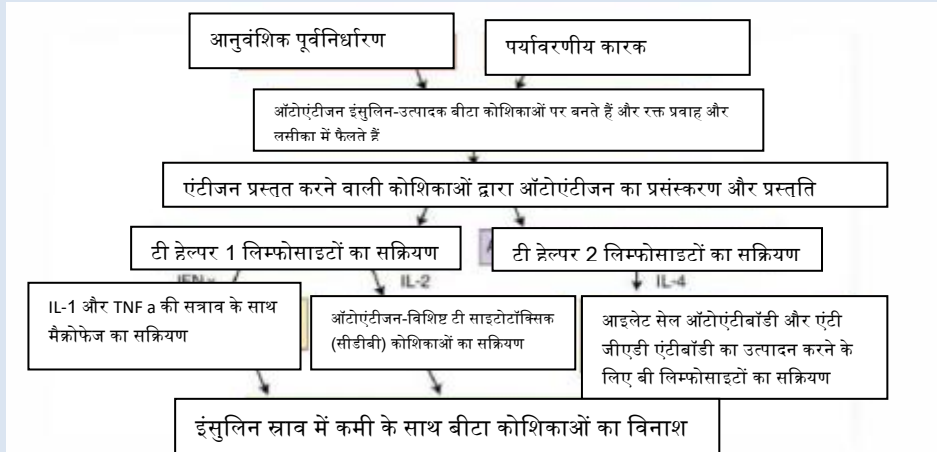 आनुवंशिक पूर्वनिर्धारण
पर्यावरणीय कारक
ऑटोएंटीजन इंसुलिन-उत्पादक बीटा कोशिकाओं पर बनते हैं और रक्त प्रवाह और
लसीका में फैलते हैं
एंटीजन प्रस्तुत करने वाली कोशिकाओं द्वारा ऑटोएंटीजन का प्रसंस्करण और प्रस्तुति
टी हेल्पर 1 लिम्फोसाइटों का सक्रियण
टी हेल्पर 2 लिम्फोसाइटों का सक्रियण
IL-2
IL-4
IL-1 और TNF a की सत्राव के साथ
मैक्रोफेज का सक्रियण
ऑटोएंटीजन-विशिष्ट टी साइटोटॉक्सिक
(सीडीबी) कोशिकाओं का सक्रियण
आइलेट सेल ऑटोएंटीबॉडी और एंटी
जीएडी एंटीबॉडी का उत्पादन करने के
लिए बी लिम्फोसाइटों का सक्रियण
इंसुलिन स्राव में कमी के साथ बीटा कोशिकाओं का विनाश